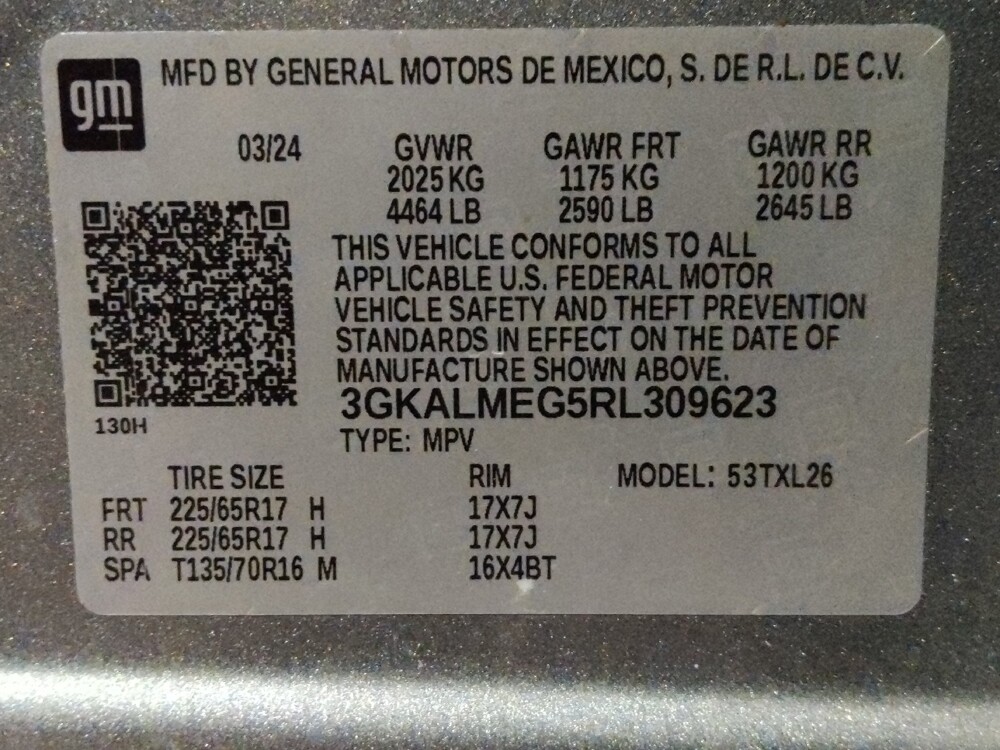 gm
MFD BY GENERAL MOTORS DE MEXICO, S. DE R.L. DE C.V.
03/24 GVWR GAWR FRT GAWR RR
2025 KG 1175 KG 1200 KG
4464 LB 2590 LB 2645 LB
THIS VEHICLE CONFORMS TO ALL
APPLICABLE U.S. FEDERAL MOTOR
VEHICLE SAFETY AND THEFT PREVENTION
STANDARDS IN EFFECT ON THE DATE OF
MANUFACTURE SHOWN ABOVE.
3GKALMEG5RL309623
130H
TYPE: MPV
TIRE SIZE RIM MODEL: 53TXL26
FRT 225/65R17 H 17X7J
RR 225/65R17 H 17X7J
SPA T135/70R16 M 16X4BT